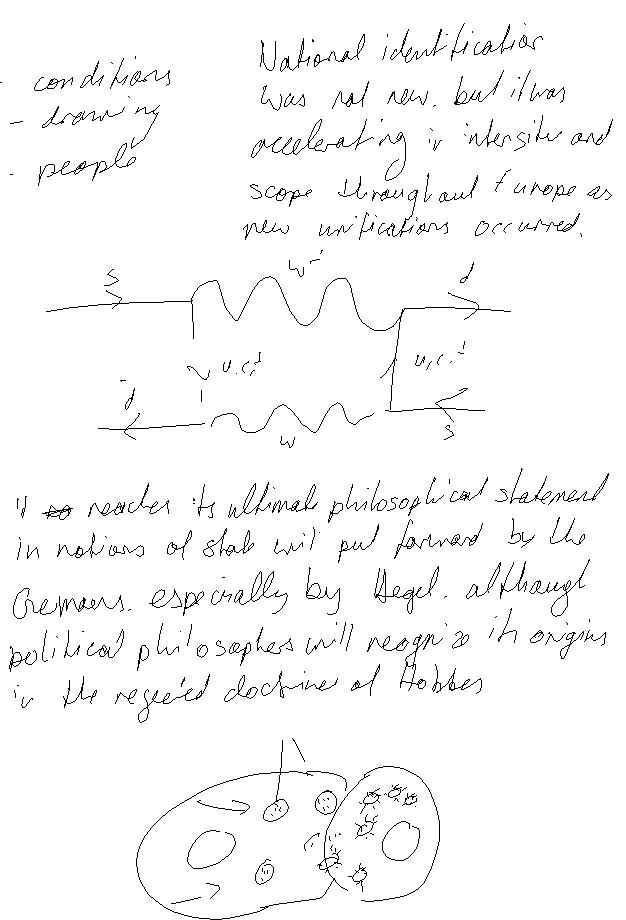 - conditions
- drawing
- people
National identification
was not new. but it was
accelerating in intensity and
scope throughout Europe as
new unifications occurred.
s
W⁻
d
u,c,t
u,c,t
d̄
W
s
it so reaches its ultimate philosophical statement
in notions of state will put forward by the
Germans. especially by Hegel. although
political philosophers will recognize its origins
in the rejected doctrine of Hobbes